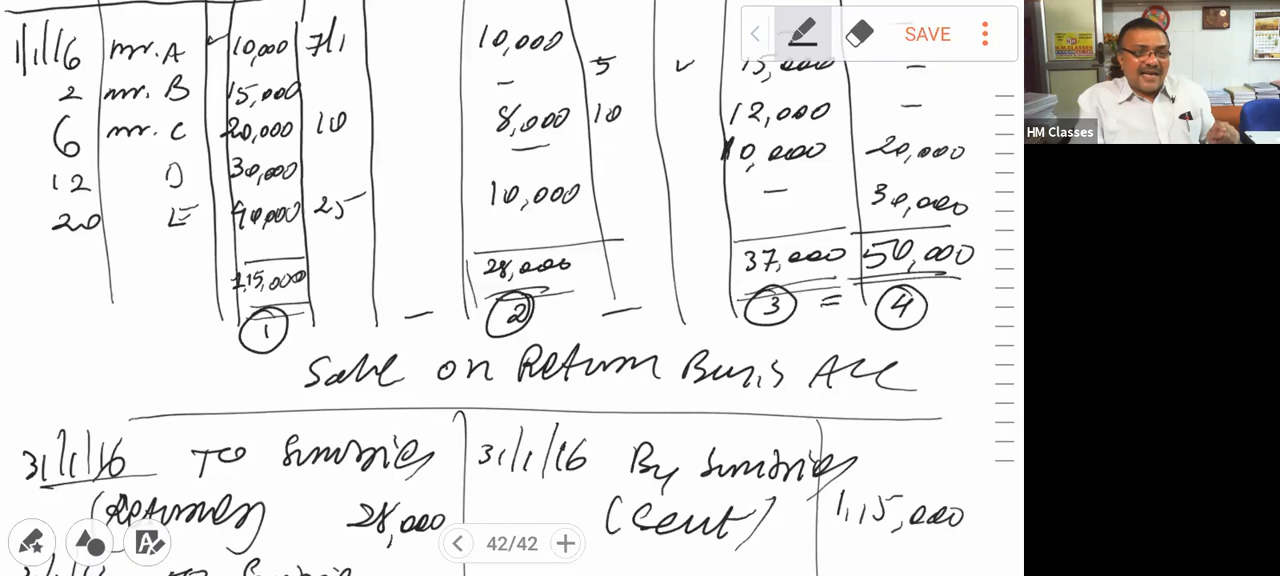 SAVE
1/1/16 mr. A ✓ 10,000 7/1 10,000
2 mr. B 15,000 – 5 ✓ 15,000 –
6 mr. C 20,000 10 8,000 10 12,000 –
12 D 30,000 – 10,000 20,000
20 E 40,000 25 10,000 – 30,000
1,15,000 28,000 37,000 50,000
1 – 2 – 3 = 4
Sale on Return Basis Acc
31/1/16 To Sundries 31/1/16 By Sundries
(Returned) 28,000 (Sent) 1,15,000
42/42
HM Classes